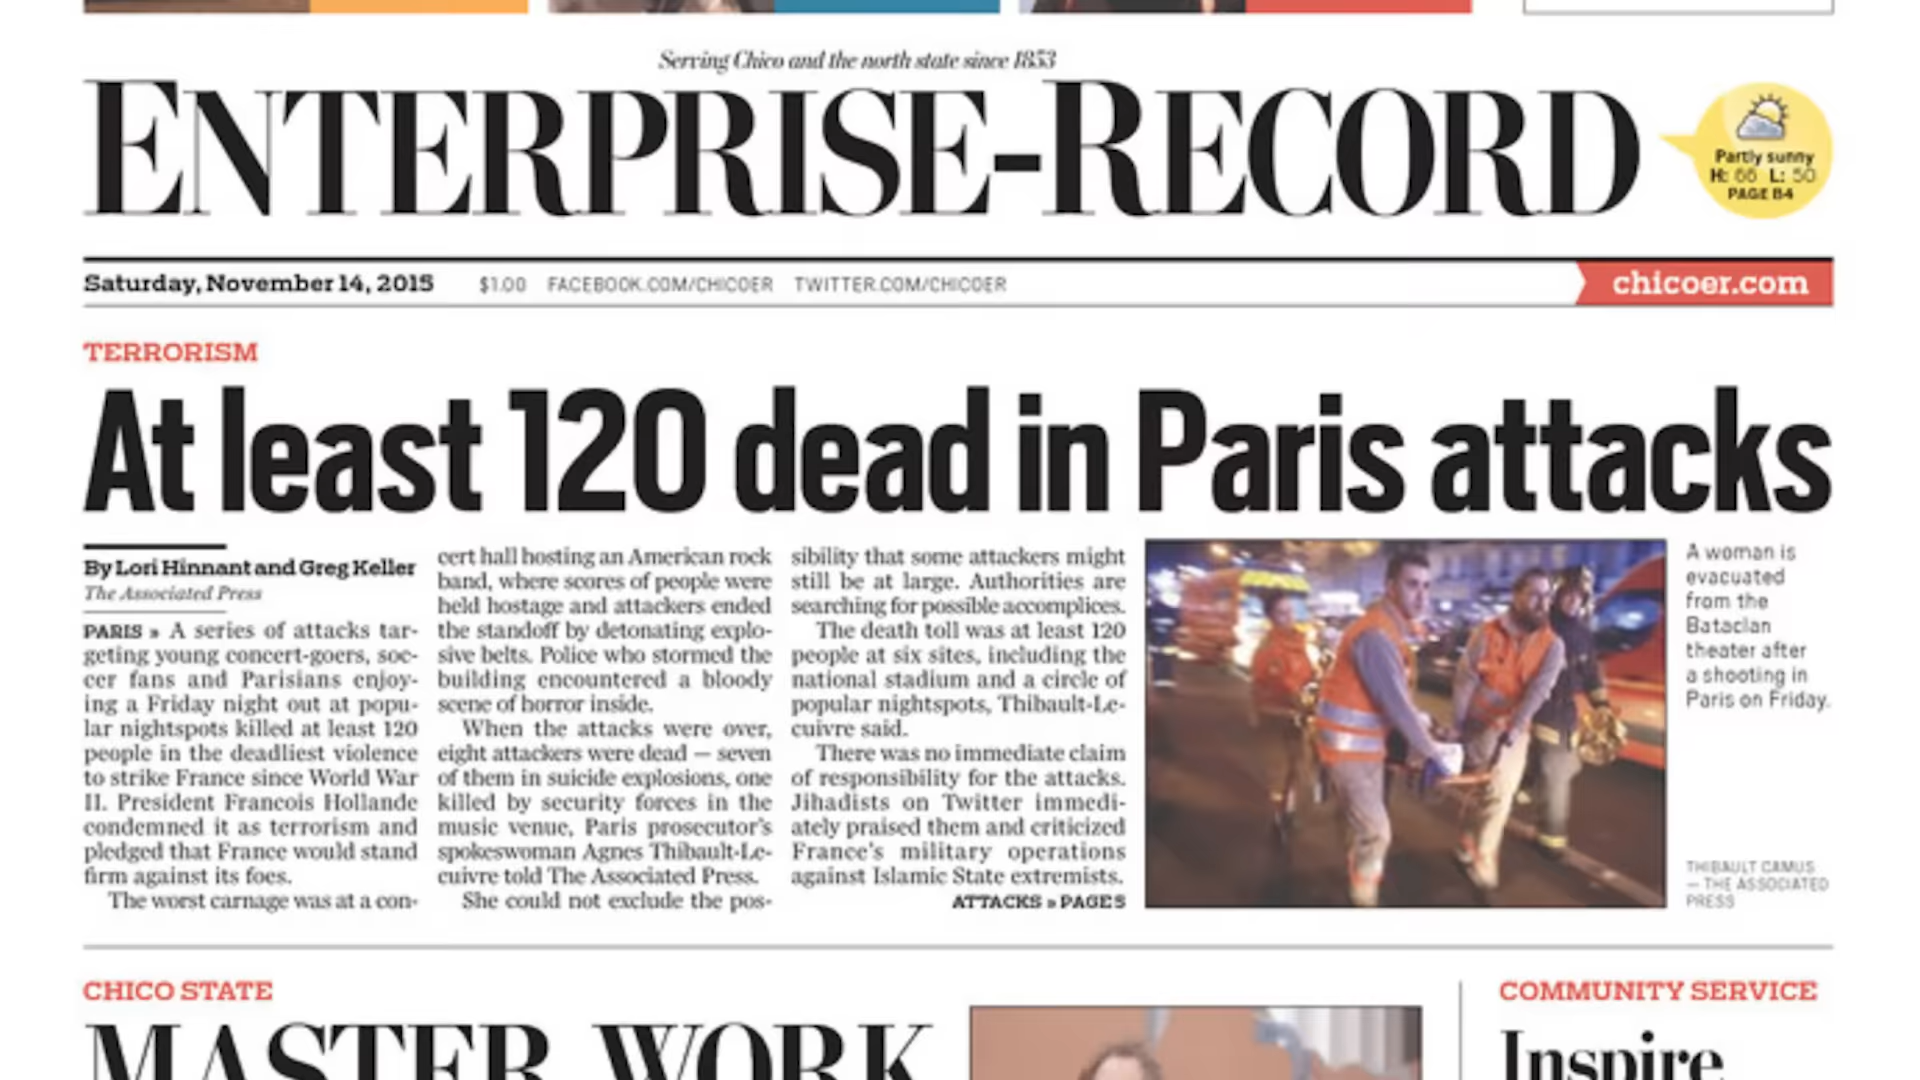 Serving Chico and the north state since 1853
ENTERPRISE-RECORD
Partly sunny
H: 66 L: 50
PAGE B4
Saturday, November 14, 2015 $1.00 FACEBOOK.COM/CHICOER TWITTER.COM/CHICOER
chicoer.com
TERRORISM
At least 120 dead in Paris attacks
By Lori Hinnant and Greg Keller
The Associated Press
PARIS » A series of attacks tar-
geting young concert-goers, soc-
cer fans and Parisians enjoy-
ing a Friday night out at popu-
lar nightspots killed at least 120
people in the deadliest violence
to strike France since World War
II. President Francois Hollande
condemned it as terrorism and
pledged that France would stand
firm against its foes.
The worst carnage was at a con-
cert hall hosting an American rock
band, where scores of people were
held hostage and attackers ended
the standoff by detonating explo-
sive belts. Police who stormed the
building encountered a bloody
scene of horror inside.
When the attacks were over,
eight attackers were dead — seven
of them in suicide explosions, one
killed by security forces in the
music venue, Paris prosecutor's
spokeswoman Agnes Thibault-Le-
cuivre told The Associated Press.
She could not exclude the pos-
sibility that some attackers might
still be at large. Authorities are
searching for possible accomplices.
The death toll was at least 120
people at six sites, including the
national stadium and a circle of
popular nightspots, Thibault-Le-
cuivre said.
There was no immediate claim
of responsibility for the attacks.
Jihadists on Twitter immedi-
ately praised them and criticized
France's military operations
against Islamic State extremists.
ATTACKS » PAGE 5
A woman is
evacuated
from the
Bataclan
theater after
a shooting in
Paris on Friday.
THIBAULT CAMUS
— THE ASSOCIATED
PRESS
CHICO STATE
MASTER WORK
COMMUNITY SERVICE
Inspire